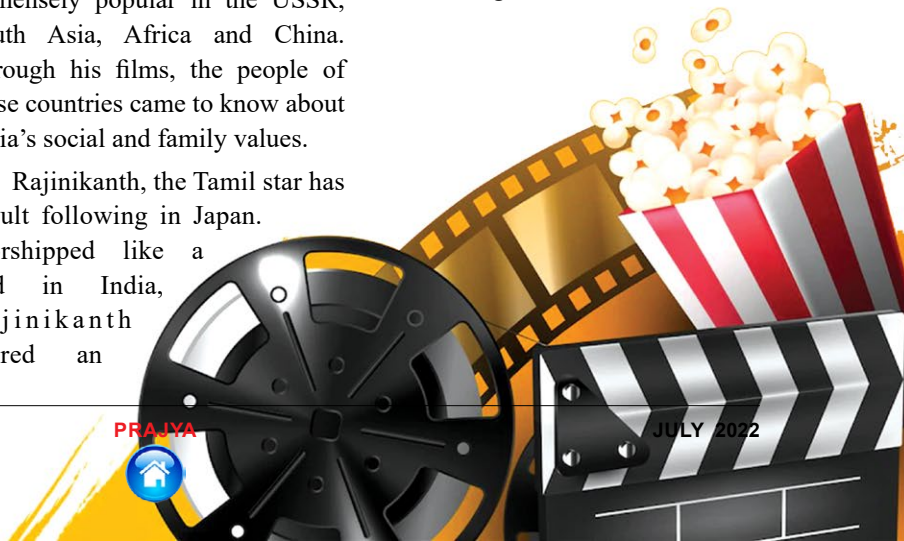 mensely popular in the USSR,
uth Asia, Africa and China.
rough his films, the people of
se countries came to know about
ia's social and family values.
Rajinikanth, the Tamil star has
ult following in Japan.
rshipped like a
d in India,
jinikanth
red an
PRAJYA
JULY 2022